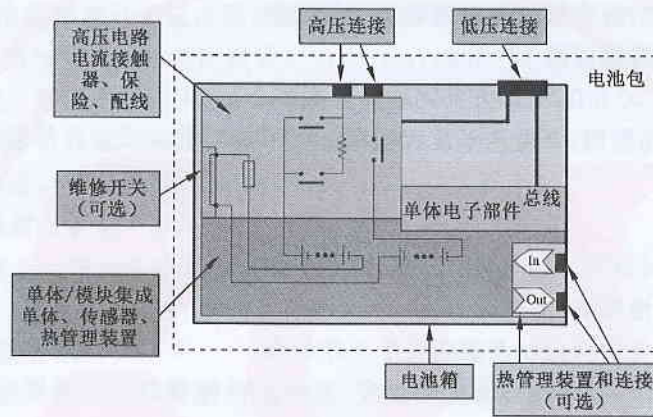 高压电路
电流接触
器、保
险、配线
高压连接
低压连接
电池包
维修开关
（可选）
单体电子部件
总线
单体/模块集成
单体、传感器、
热管理装置
In
Out
电池箱
热管理装置和连接
（可选）